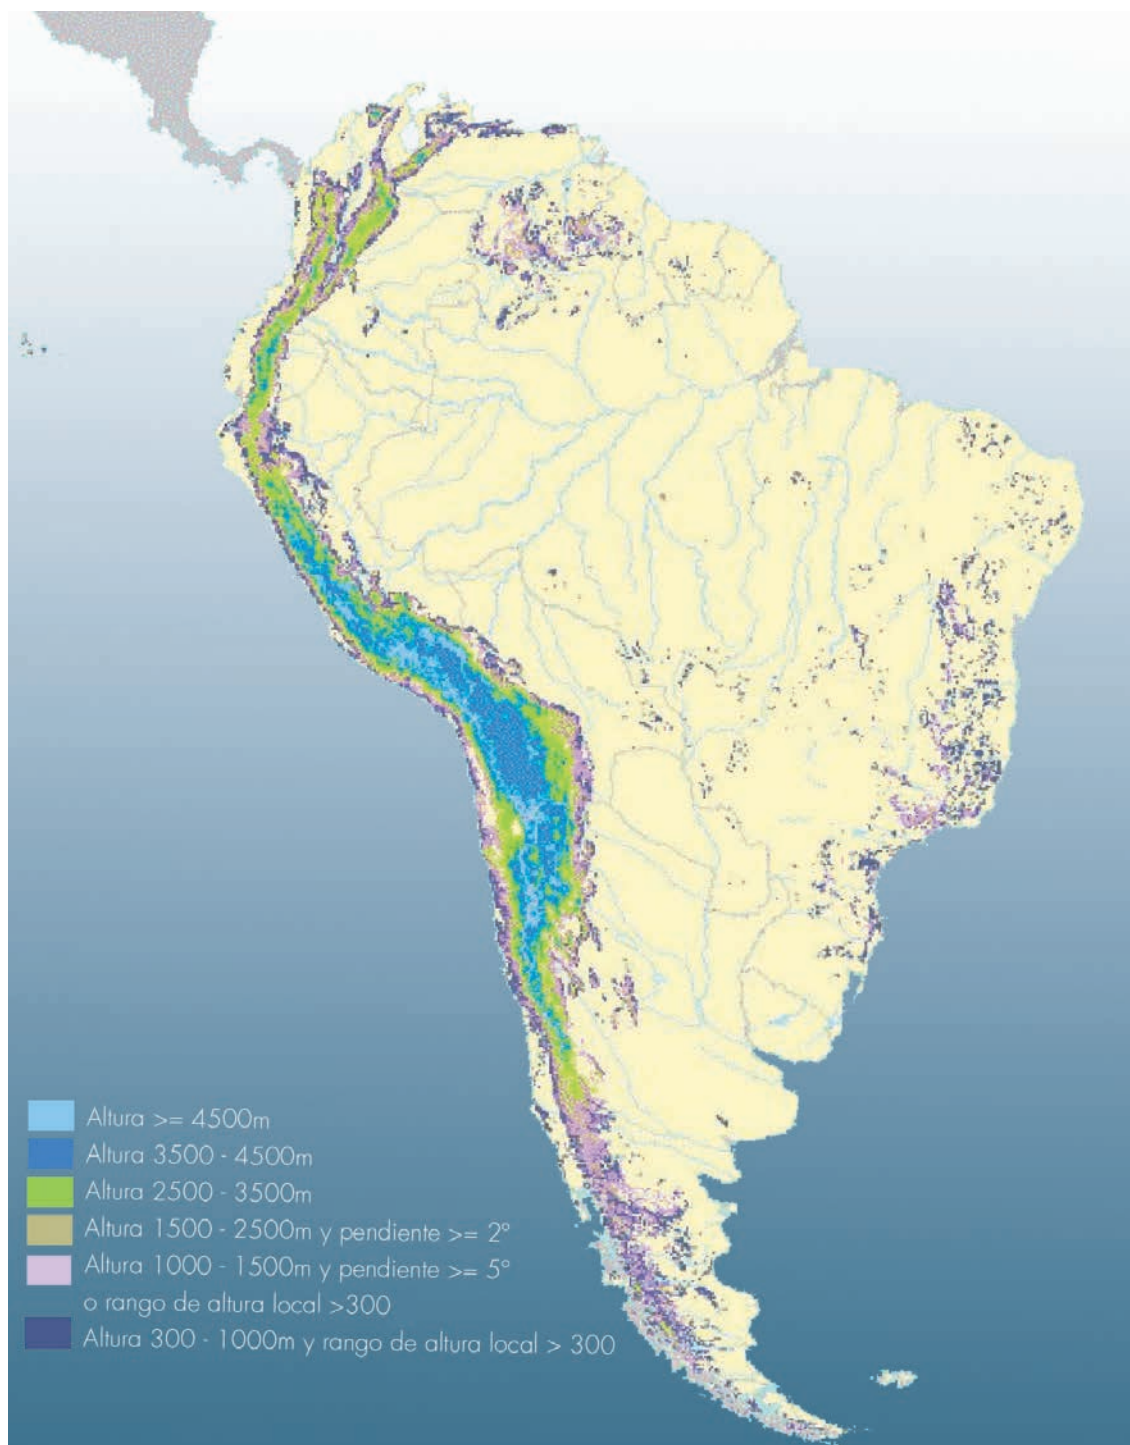 Altura >= 4500m
Altura 3500 - 4500m
Altura 2500 - 3500m
Altura 1500 - 2500m y pendiente >= 2°
Altura 1000 - 1500m y pendiente >= 5°
o rango de altura local >300
Altura 300 - 1000m y rango de altura local > 300